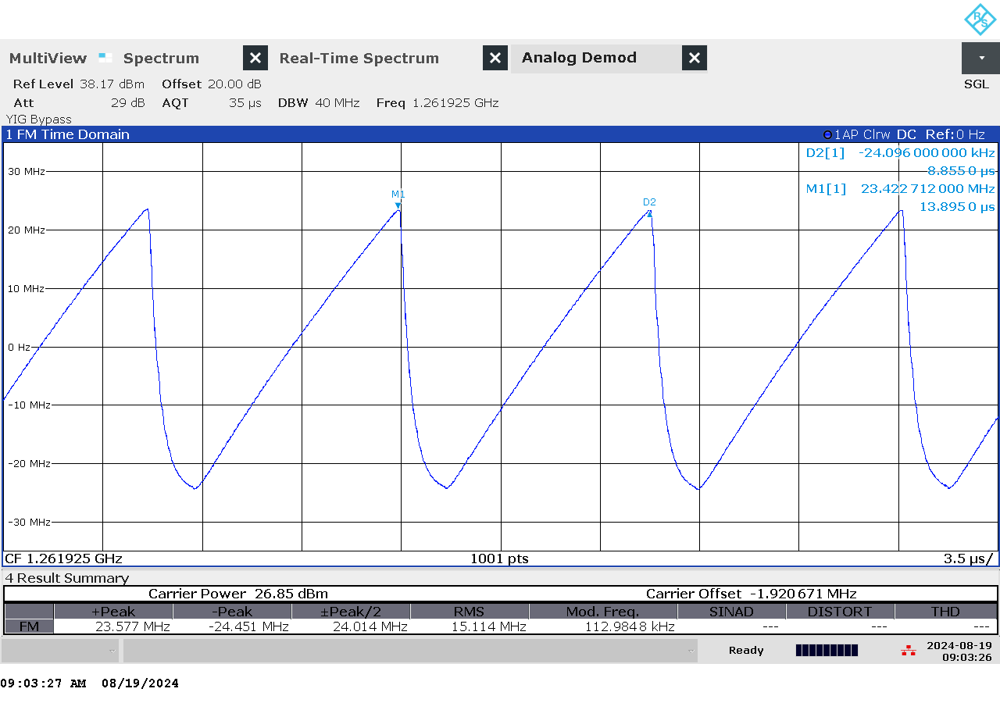 R&S
MultiView Spectrum Real-Time Spectrum Analog Demod
Ref Level 38.17 dBm Offset 20.00 dB SGL
Att 29 dB AQT 35 µs DBW 40 MHz Freq 1.261925 GHz
YIG Bypass
1 FM Time Domain 1AP Clrw DC Ref:0 Hz
D2[1] -24.096 000 000 kHz
8.855 0 µs
M1[1] 23.422 712 000 MHz
13.895 0 µs
M1
D2
30 MHz
20 MHz
10 MHz
0 Hz
-10 MHz
-20 MHz
-30 MHz
CF 1.261925 GHz 1001 pts 3.5 µs/
4 Result Summary
Carrier Power 26.85 dBm Carrier Offset -1.920 671 MHz
+Peak -Peak ±Peak/2 RMS Mod. Freq. SINAD DISTORT THD
FM 23.577 MHz -24.451 MHz 24.014 MHz 15.114 MHz 112.984 8 kHz --- --- ---
Ready 2024-08-19
09:03:26
09:03:27 AM 08/19/2024